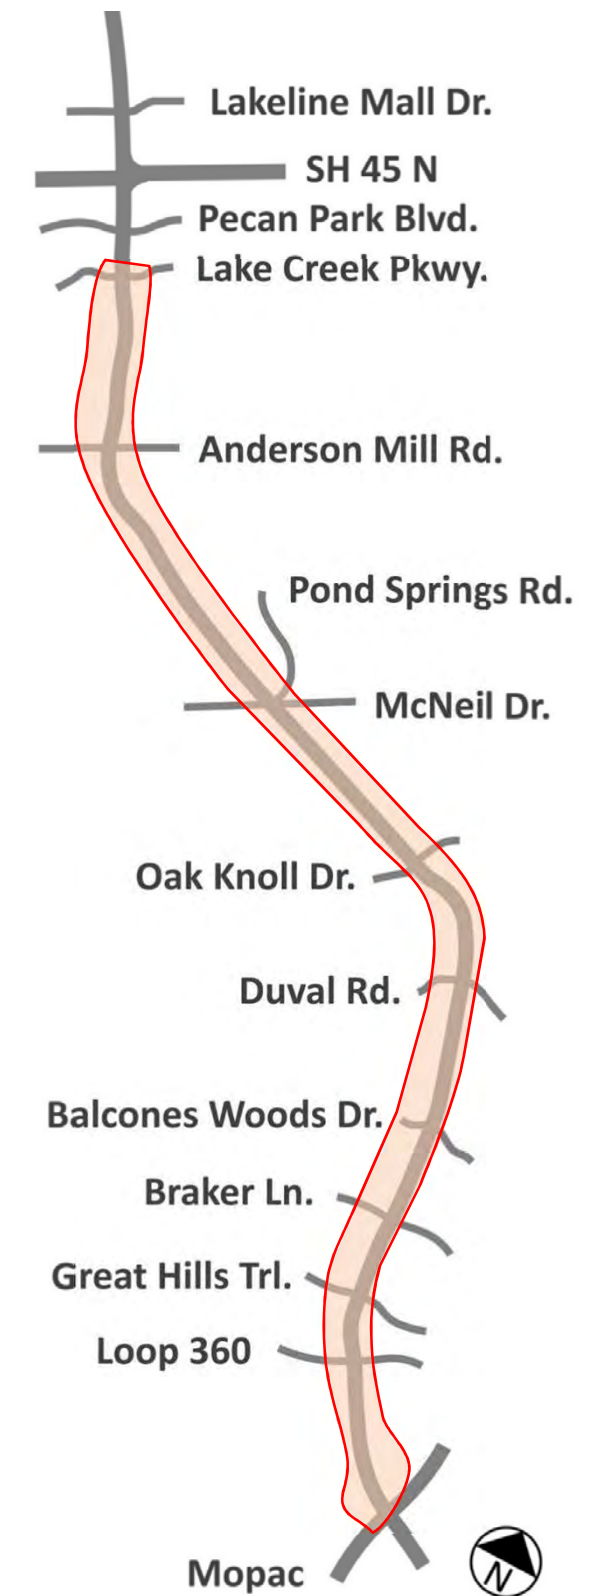 Lakeline Mall Dr.
SH 45 N
Pecan Park Blvd.
Lake Creek Pkwy.
Anderson Mill Rd.
Pond Springs Rd.
McNeil Dr.
Oak Knoll Dr.
Duval Rd.
Balcones Woods Dr.
Braker Ln.
Great Hills Trl.
Loop 360
Mopac
N